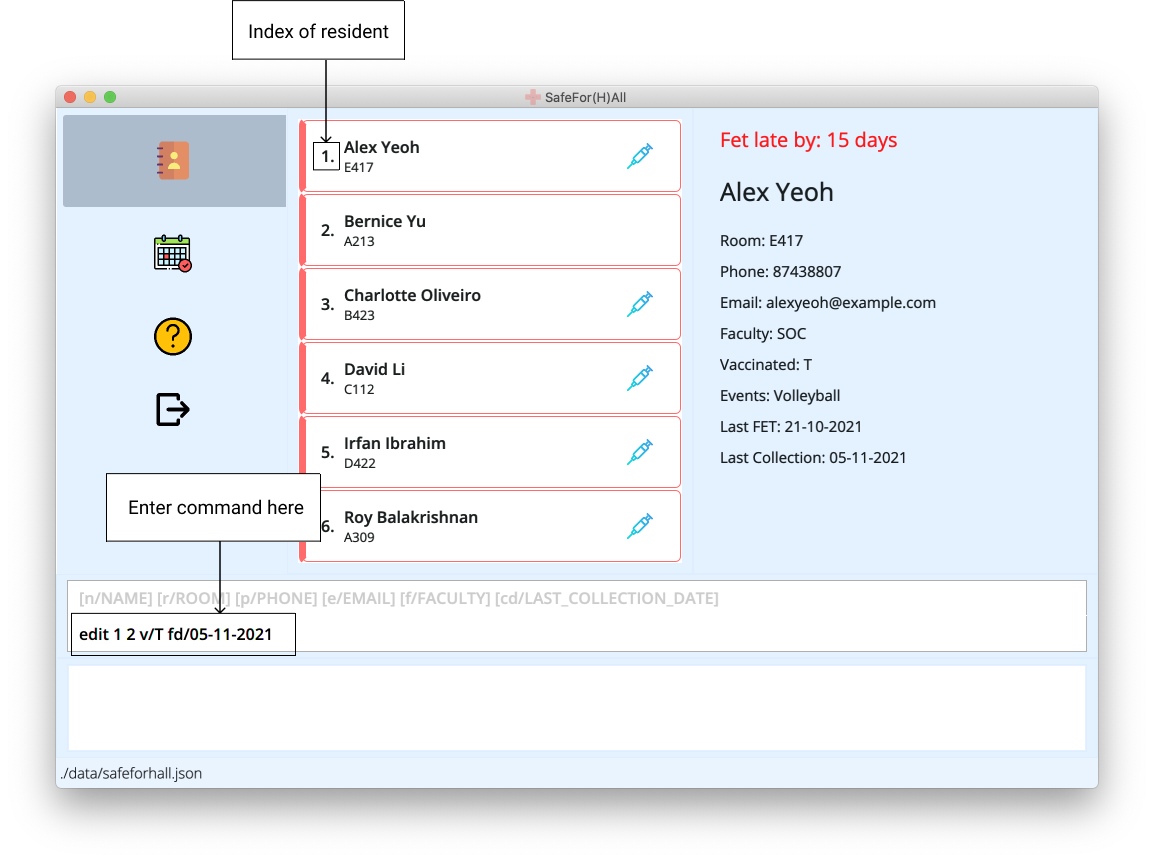 Index of resident
SafeFor(H)All
1.
Alex Yeoh
E417
2.
Bernice Yu
A213
3.
Charlotte Oliveiro
B423
4.
David Li
C112
5.
Irfan Ibrahim
D422
6.
Roy Balakrishnan
A309
Fet late by: 15 days
Alex Yeoh
Room: E417
Phone: 87438807
Email: alexyeoh@example.com
Faculty: SOC
Vaccinated: T
Events: Volleyball
Last FET: 21-10-2021
Last Collection: 05-11-2021
?
Enter command here
[n/NAME] [r/ROOM] [p/PHONE] [e/EMAIL] [f/FACULTY] [cd/LAST_COLLECTION_DATE]
edit 1 2 v/T fd/05-11-2021
./data/safeforhall.json